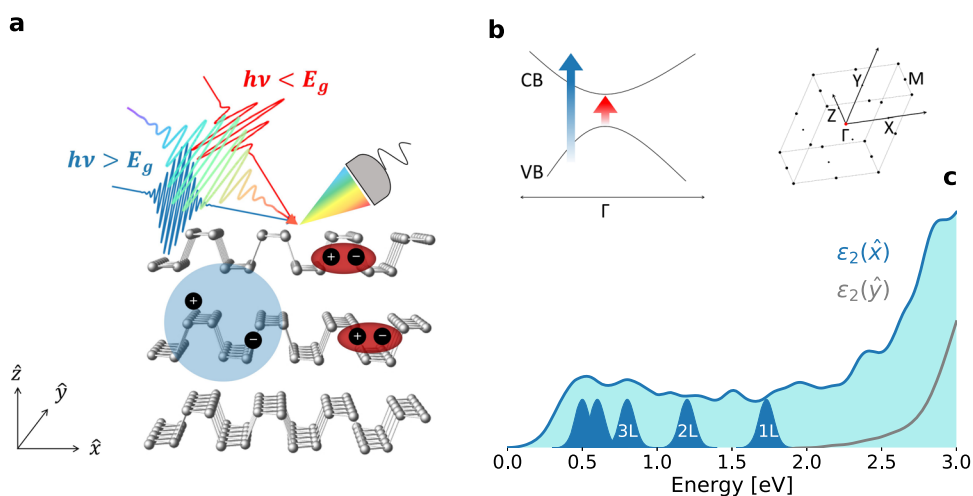 a
hν < E_g
hν > E_g
+
−
+
−
+
−
ẑ
ŷ
x̂
b
CB
VB
Γ
Y
M
Z
Γ
X
c
ε₂(x̂)
ε₂(ŷ)
3L
2L
1L
0.0 0.5 1.0 1.5 2.0 2.5 3.0
Energy [eV]